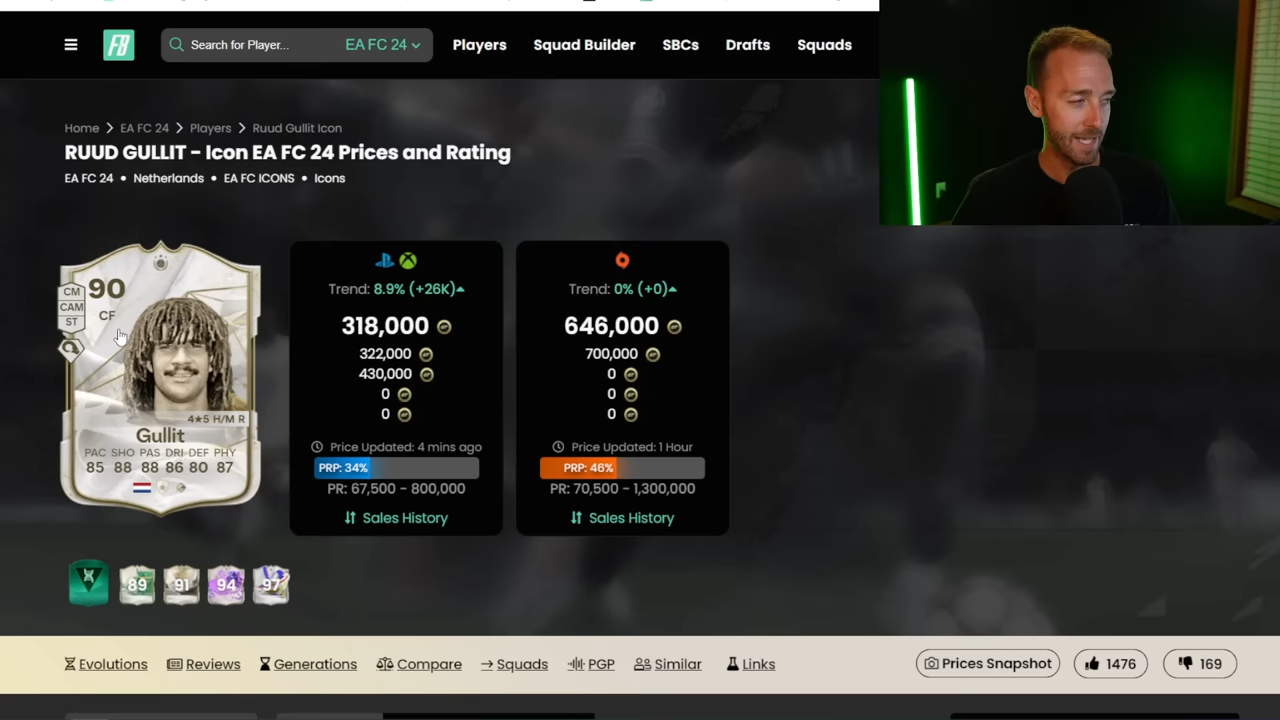 FB
Search for Player...
EA FC 24
Players
Squad Builder
SBCs
Drafts
Squads
Home > EA FC 24 > Players > Ruud Gullit Icon
RUUD GULLIT - Icon EA FC 24 Prices and Rating
EA FC 24 • Netherlands • EA FC ICONS • Icons
90
CF
CM
CAM
ST
4★5 H/M R
Gullit
PAC SHO PAS DRI DEF PHY
85 88 88 86 80 87
Trend: 8.9% (+26K)
318,000
322,000
430,000
0
0
Price Updated: 4 mins ago
PRP: 34%
PR: 67,500 - 800,000
Sales History
Trend: 0% (+0)
646,000
700,000
0
0
0
Price Updated: 1 Hour
PRP: 46%
PR: 70,500 - 1,300,000
Sales History
89
91
94
97
Evolutions
Reviews
Generations
Compare
Squads
PGP
Similar
Links
Prices Snapshot
1476
169